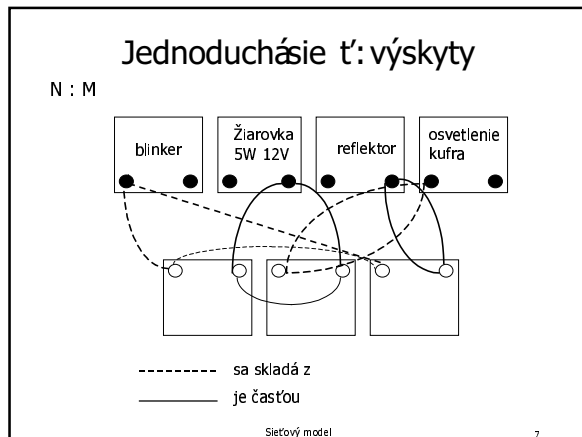 Jednoduchásie ť: výskyty
N : M
blinker
Žiarovka
5W 12V
reflektor
osvetlenie
kufra
sa skladá z
je časťou
Sieťový model
7